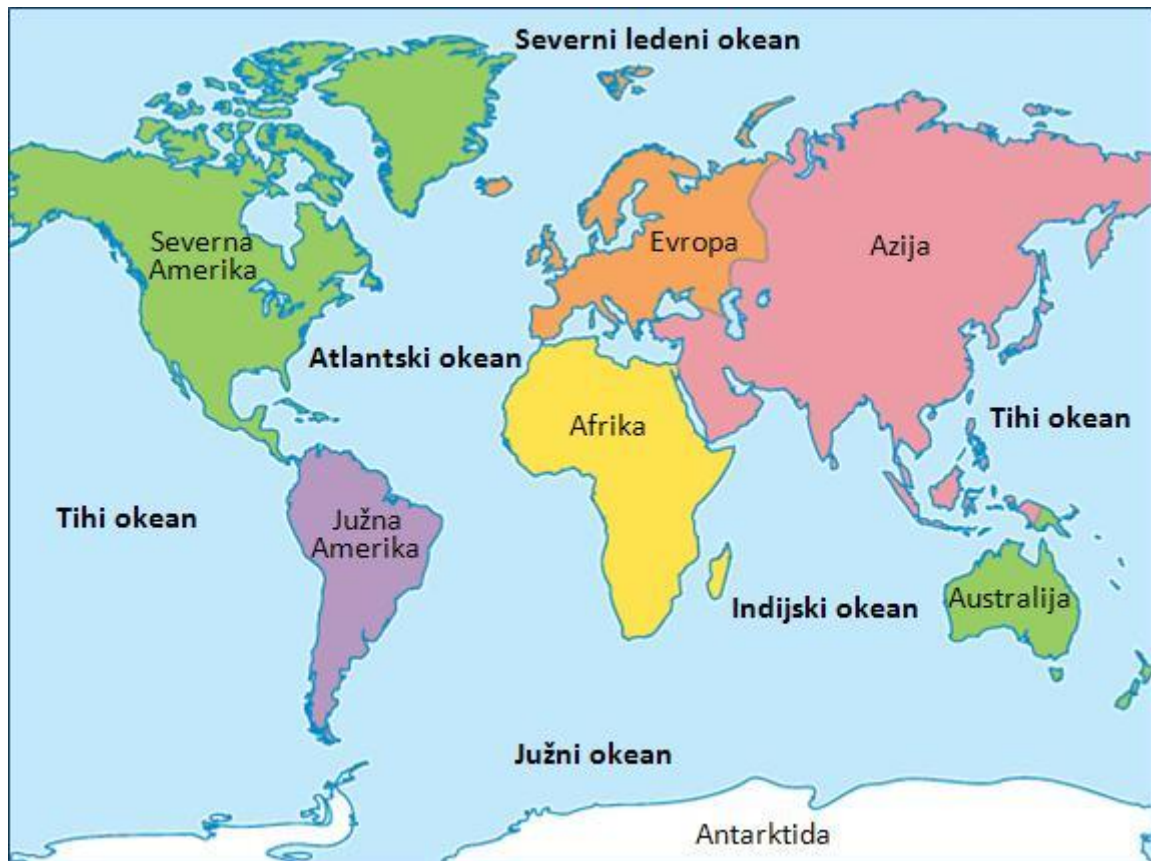 Severni ledeni okean
Severna
Amerika
Evropa
Azija
Atlantski okean
Afrika
Tihi okean
Tihi okean
Južna
Amerika
Indijski okean
Australija
Južni okean
Antarktida